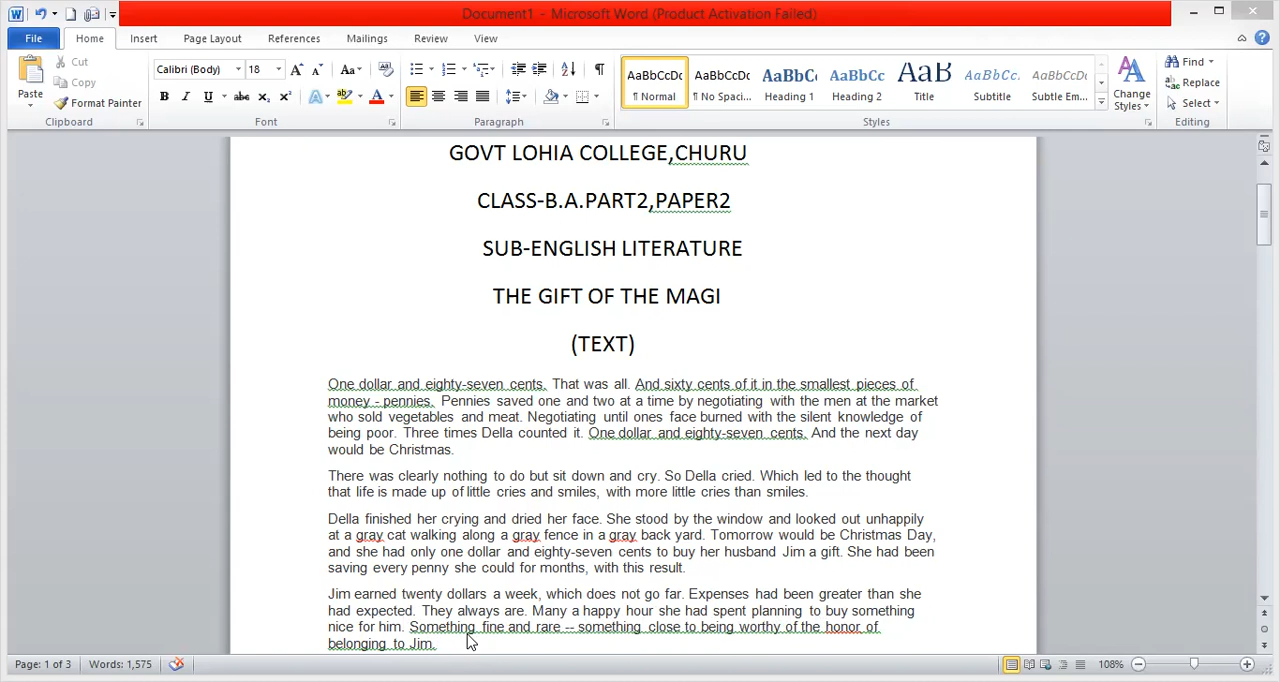 Document1 - Microsoft Word (Product Activation Failed)
File Home Insert Page Layout References Mailings Review View
Paste
Cut
Copy
Format Painter
Clipboard
Calibri (Body) 18
Font
Paragraph
AaBbCcDc AaBbCcDc AaBbCc AaBbCc AaB AaBbCc. AaBbCcDc
¶ Normal ¶ No Spaci... Heading 1 Heading 2 Title Subtitle Subtle Em...
Change
Styles
Styles
Find
Replace
Select
Editing
GOVT LOHIA COLLEGE,CHURU
CLASS-B.A.PART2,PAPER2
SUB-ENGLISH LITERATURE
THE GIFT OF THE MAGI
(TEXT)
One dollar and eighty-seven cents. That was all. And sixty cents of it in the smallest pieces of
money - pennies. Pennies saved one and two at a time by negotiating with the men at the market
who sold vegetables and meat. Negotiating until ones face burned with the silent knowledge of
being poor. Three times Della counted it. One dollar and eighty-seven cents. And the next day
would be Christmas.
There was clearly nothing to do but sit down and cry. So Della cried. Which led to the thought
that life is made up of little cries and smiles, with more little cries than smiles.
Della finished her crying and dried her face. She stood by the window and looked out unhappily
at a gray cat walking along a gray fence in a gray back yard. Tomorrow would be Christmas Day,
and she had only one dollar and eighty-seven cents to buy her husband Jim a gift. She had been
saving every penny she could for months, with this result.
Jim earned twenty dollars a week, which does not go far. Expenses had been greater than she
had expected. They always are. Many a happy hour she had spent planning to buy something
nice for him. Something fine and rare -- something close to being worthy of the honor of
belonging to Jim.
Page: 1 of 3 Words: 1,575 108%